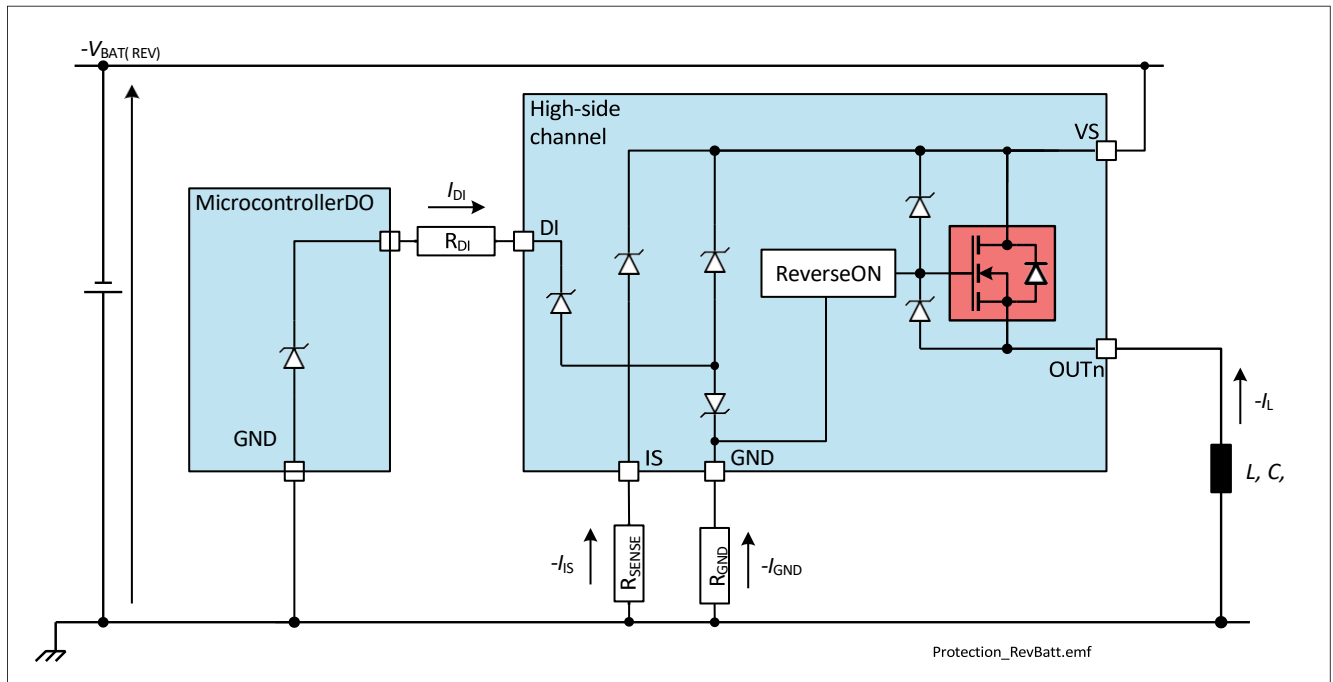 -VBAT(REV)
High-side
channel
VS
MicrocontrollerDO
IDI
RDI
DI
ReverseON
OUTn
-IL
GND
IS
GND
L, C,
-IIS
RSENSE
RGND
-IGND
Protection_RevBatt.emf